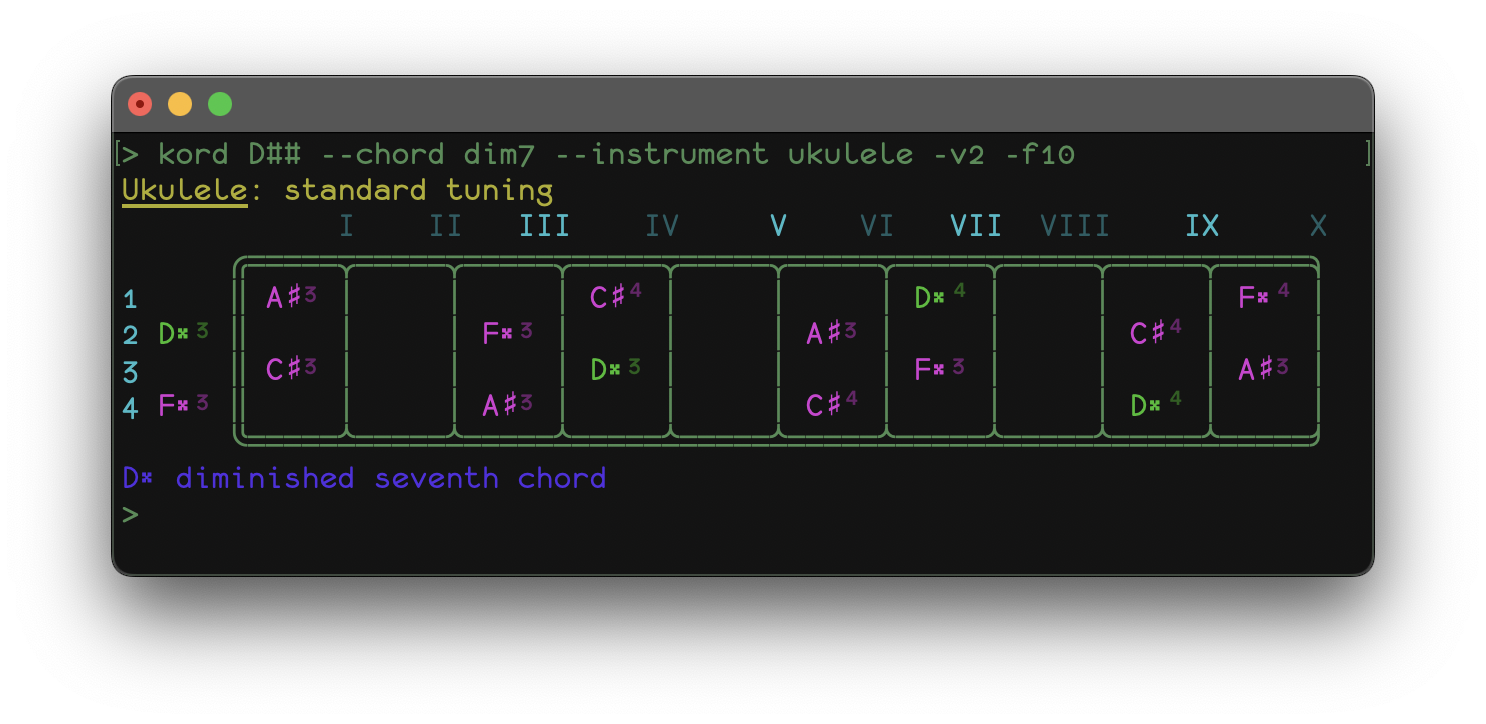 [> kord D## --chord dim7 --instrument ukulele -v2 -f10 ]
Ukulele: standard tuning
I II III IV V VI VII VIII IX X
1 A♯3 C♯4 D𝄪4 F𝄪4
2 D𝄪3 F𝄪3 A♯3 C♯4
3 C♯3 D𝄪3 F𝄪3 A♯3
4 F𝄪3 A♯3 C♯4 D𝄪4
D𝄪 diminished seventh chord
>